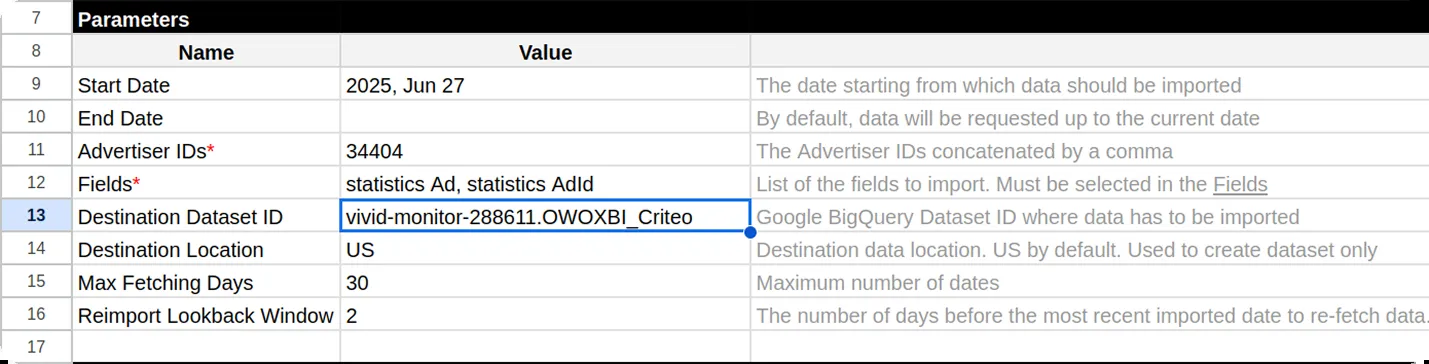 7 Parameters
8 Name Value
9 Start Date 2025, Jun 27 The date starting from which data should be imported
10 End Date By default, data will be requested up to the current date
11 Advertiser IDs* 34404 The Advertiser IDs concatenated by a comma
12 Fields* statistics Ad, statistics AdId List of the fields to import. Must be selected in the Fields
13 Destination Dataset ID vivid-monitor-288611.OWOXBI_Criteo Google BigQuery Dataset ID where data has to be imported
14 Destination Location US Destination data location. US by default. Used to create dataset only
15 Max Fetching Days 30 Maximum number of dates
16 Reimport Lookback Window 2 The number of days before the most recent imported date to re-fetch data.
17